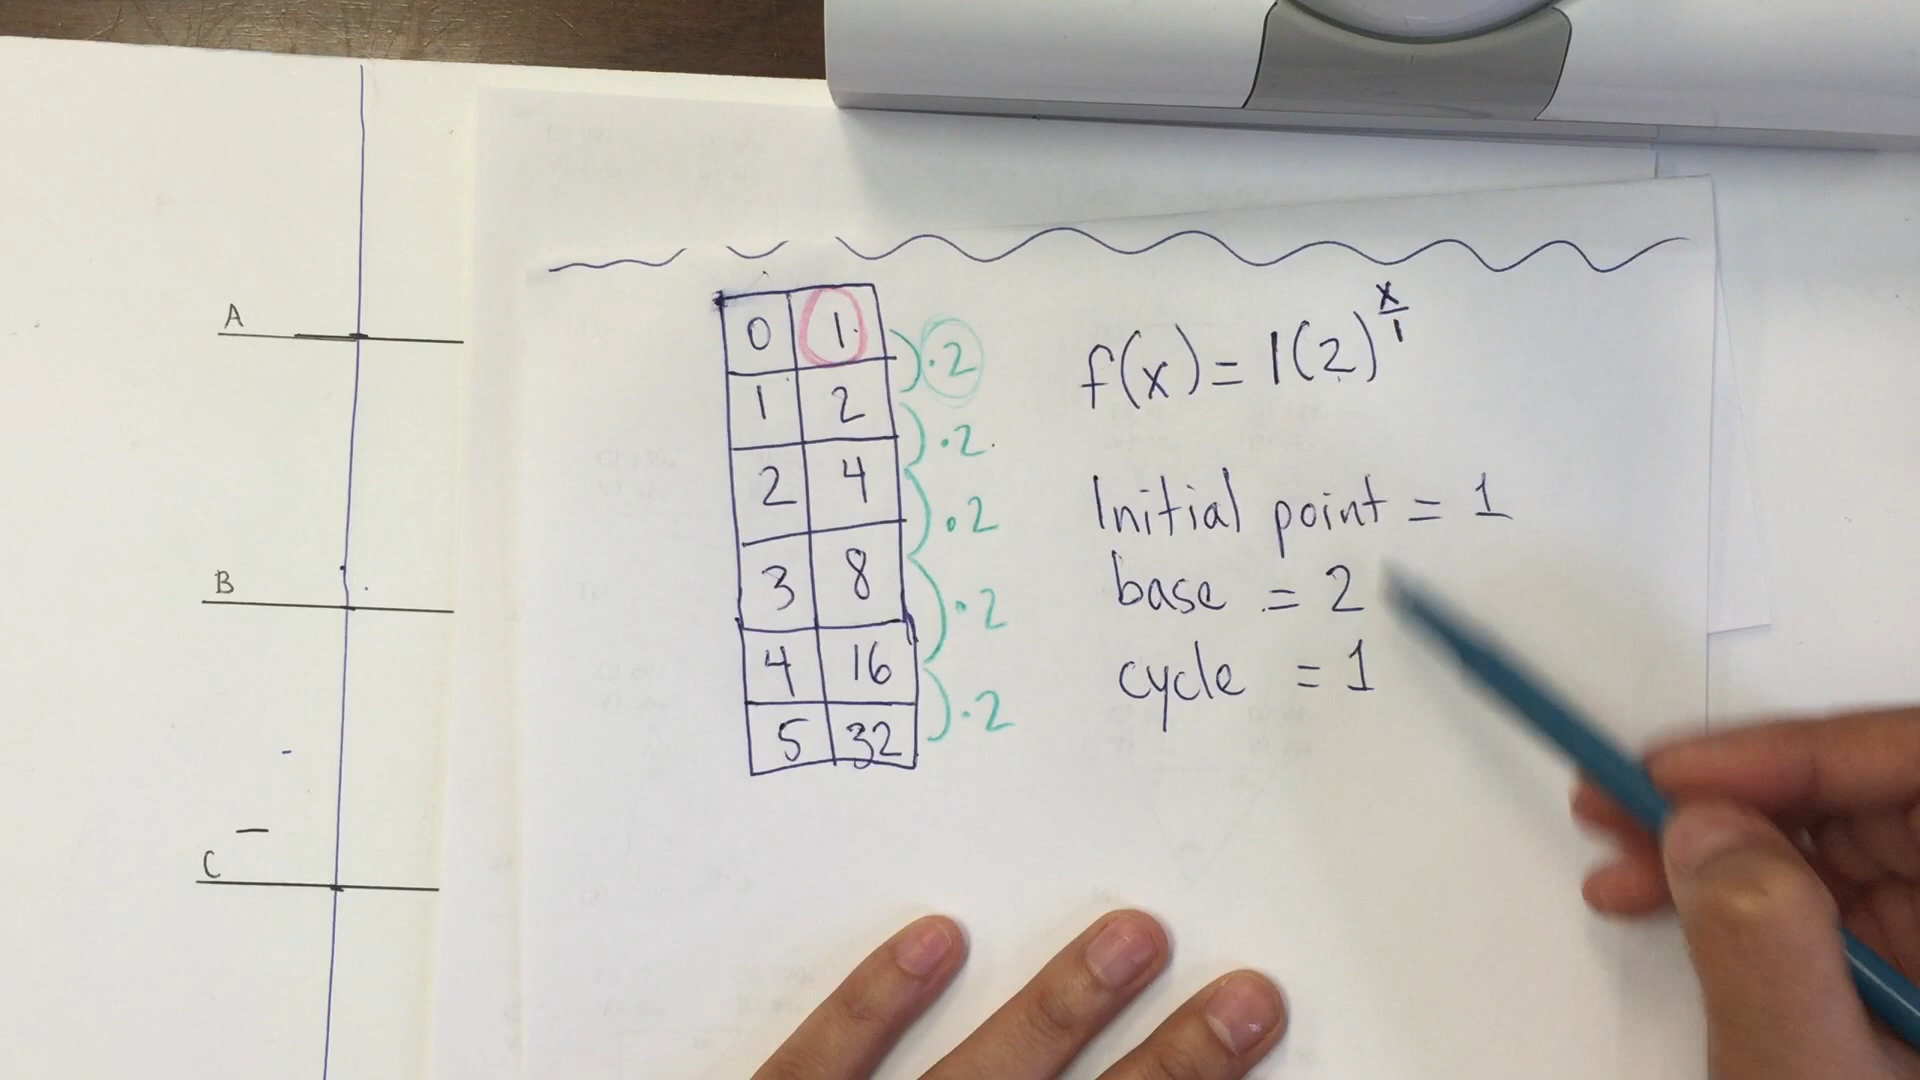 A
B
C
0 1
1 2
2 4
3 8
4 16
5 32
·2
·2
·2
·2
·2
f(x) = 1(2)^(x/1)
Initial point = 1
base = 2
cycle = 1